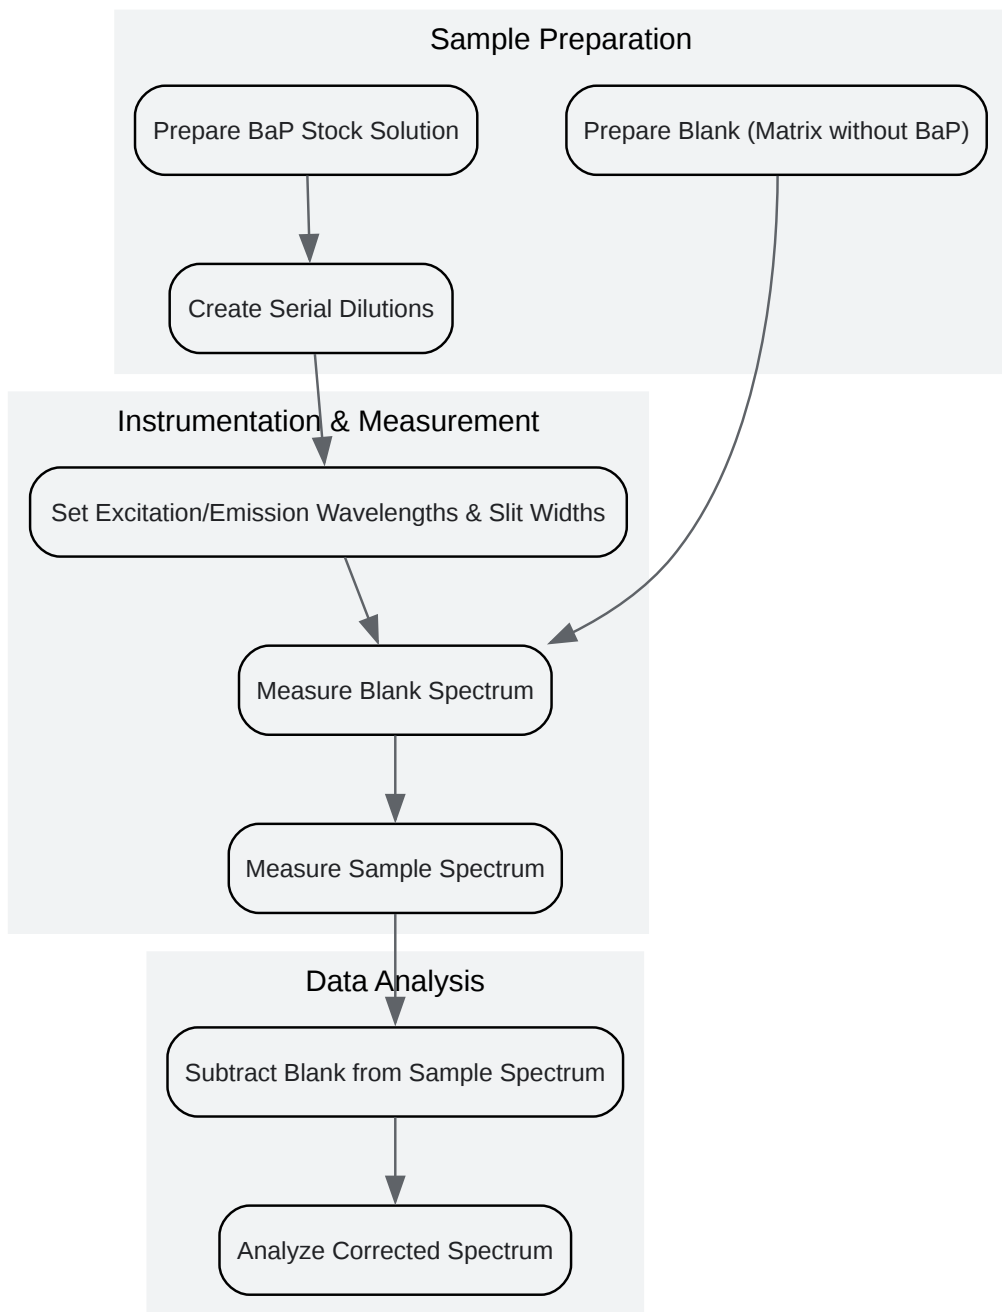 Sample Preparation
Prepare BaP Stock Solution
Prepare Blank (Matrix without BaP)
Create Serial Dilutions
Instrumentation & Measurement
Set Excitation/Emission Wavelengths & Slit Widths
Measure Blank Spectrum
Measure Sample Spectrum
Data Analysis
Subtract Blank from Sample Spectrum
Analyze Corrected Spectrum